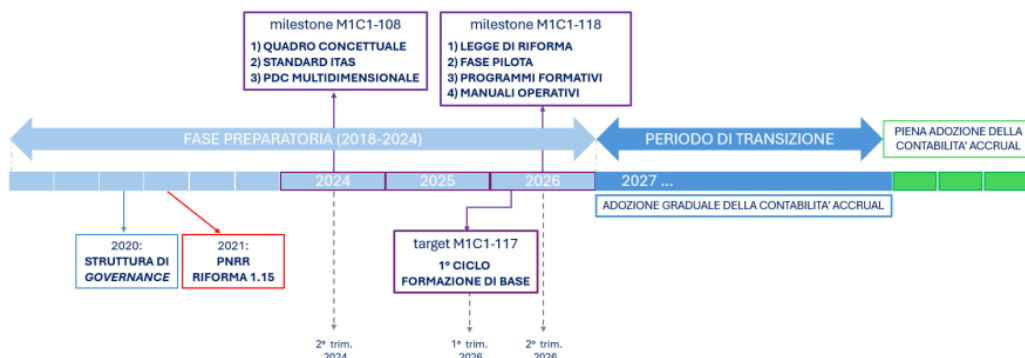 milestone M1C1-108
1) QUADRO CONCETTUALE
2) STANDARD ITAS
3) PDC MULTIDIMENSIONALE
milestone M1C1-118
1) LEGGE DI RIFORMA
2) FASE PILOTA
3) PROGRAMMI FORMATIVI
4) MANUALI OPERATIVI
FASE PREPARATORIA (2018-2024)
PERIODO DI TRANSIZIONE
PIENA ADOZIONE DELLA
CONTABILITA' ACCRUAL
2024
2025
2026
2027 ...
ADOZIONE GRADUALE DELLA CONTABILITA' ACCRUAL
2020:
STRUTTURA DI
GOVERNANCE
2021:
PNRR
RIFORMA 1.15
target M1C1-117
1° CICLO
FORMAZIONE DI BASE
2° trim.
2024
1° trim.
2026
2° trim.
2026